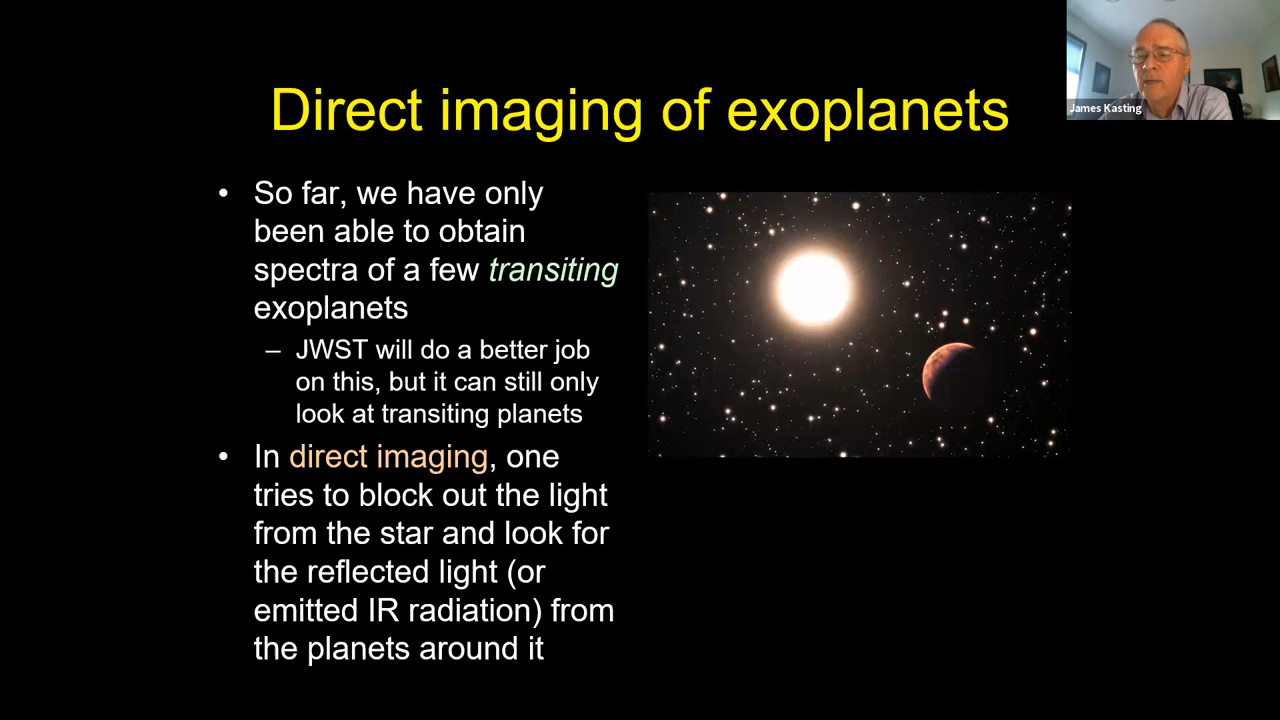 Direct imaging of exoplanets
James Kasting
• So far, we have only
been able to obtain
spectra of a few transiting
exoplanets
– JWST will do a better job
on this, but it can still only
look at transiting planets
• In direct imaging, one
tries to block out the light
from the star and look for
the reflected light (or
emitted IR radiation) from
the planets around it